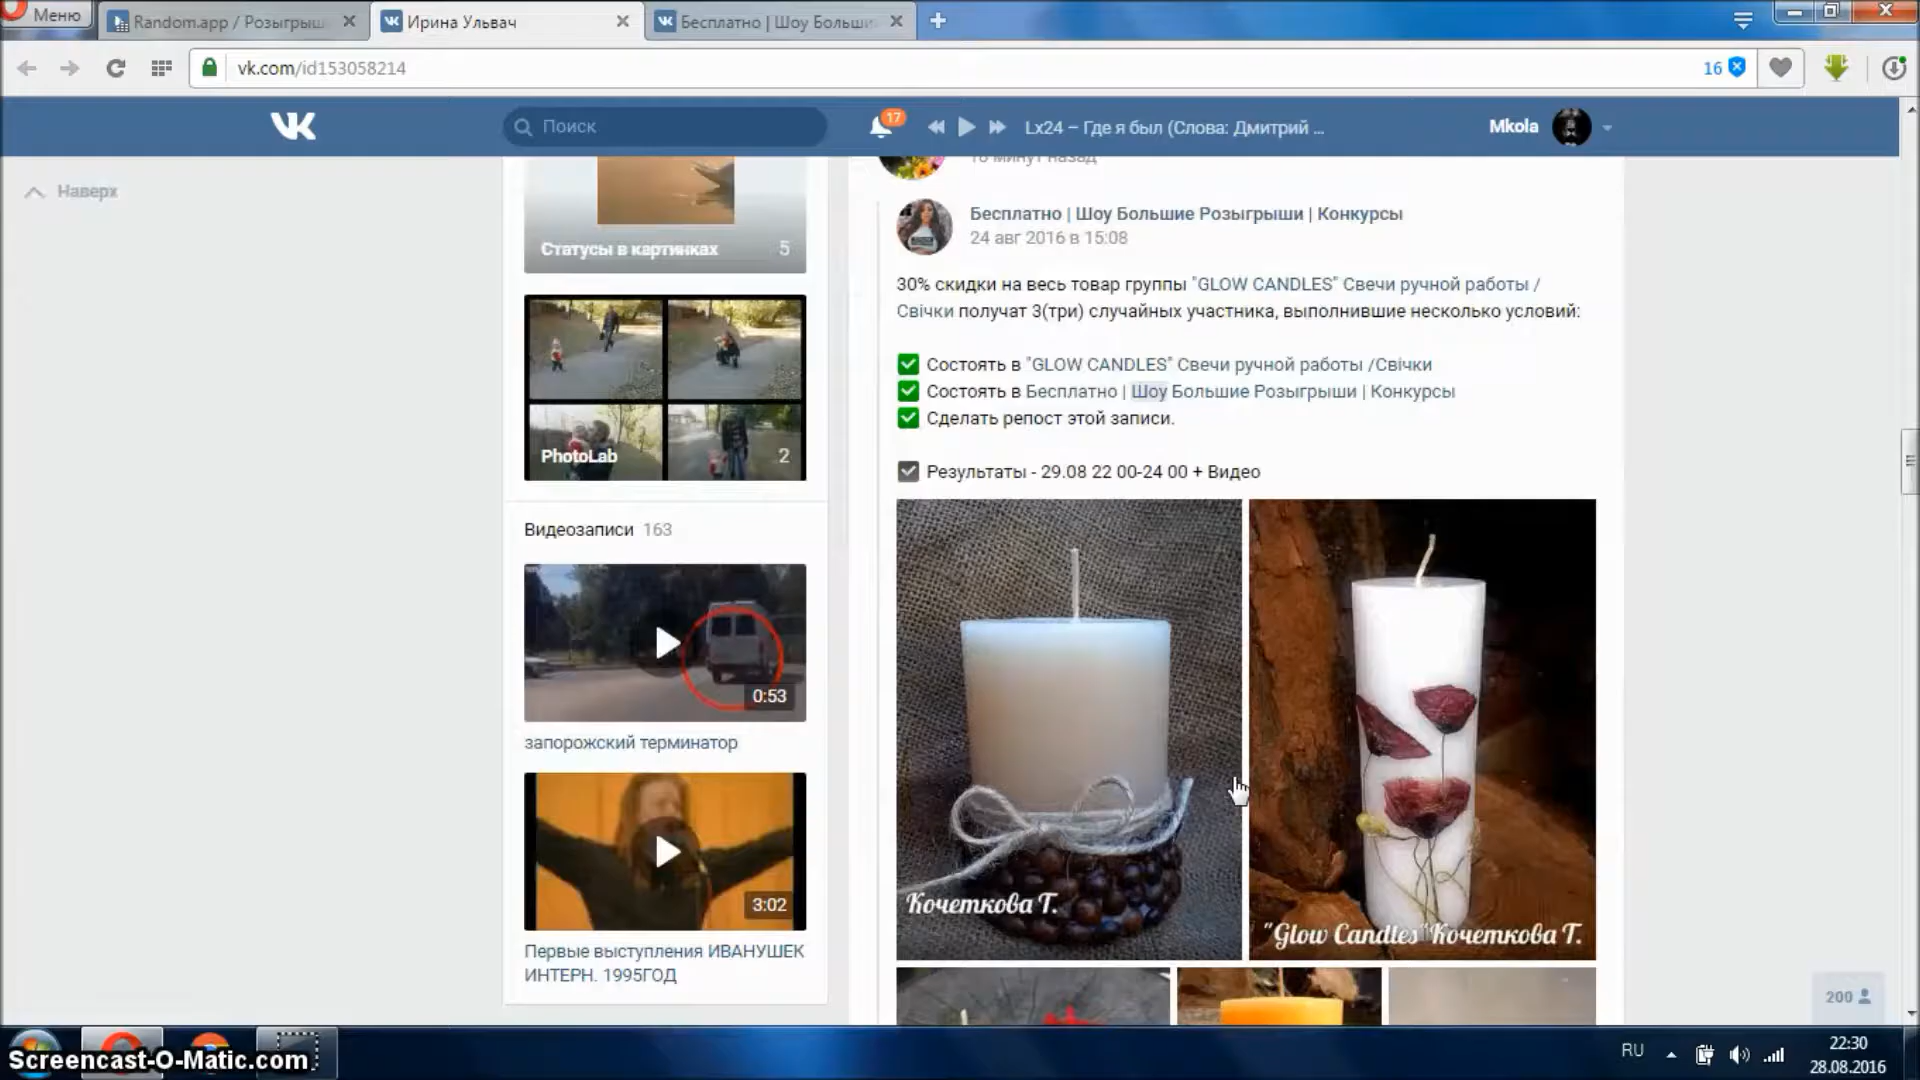 Меню
Random.app / Розыгрыш
Ирина Ульвач
Бесплатно | Шоу Больши
vk.com/id153058214
16
Поиск
17
Lx24 – Где я был (Слова: Дмитрий ...
Mkola
Наверх
Статусы в картинках 5
PhotoLab 2
Видеозаписи 163
0:53
запорожский терминатор
3:02
Первые выступления ИВАНУШЕК
ИНТЕРН. 1995ГОД
минут назад
Бесплатно | Шоу Большие Розыгрыши | Конкурсы
24 авг 2016 в 15:08
30% скидки на весь товар группы "GLOW CANDLES" Свечи ручной работы /
Свічки получат 3(три) случайных участника, выполнившие несколько условий:
Состоять в "GLOW CANDLES" Свечи ручной работы /Свічки
Состоять в Бесплатно | Шоу Большие Розыгрыши | Конкурсы
Сделать репост этой записи.
Результаты - 29.08 22 00-24 00 + Видео
Кочеткова Т.
"Glow Candles" Кочеткова Т.
200
Screencast-O-Matic.com
RU
22:30
28.08.2016